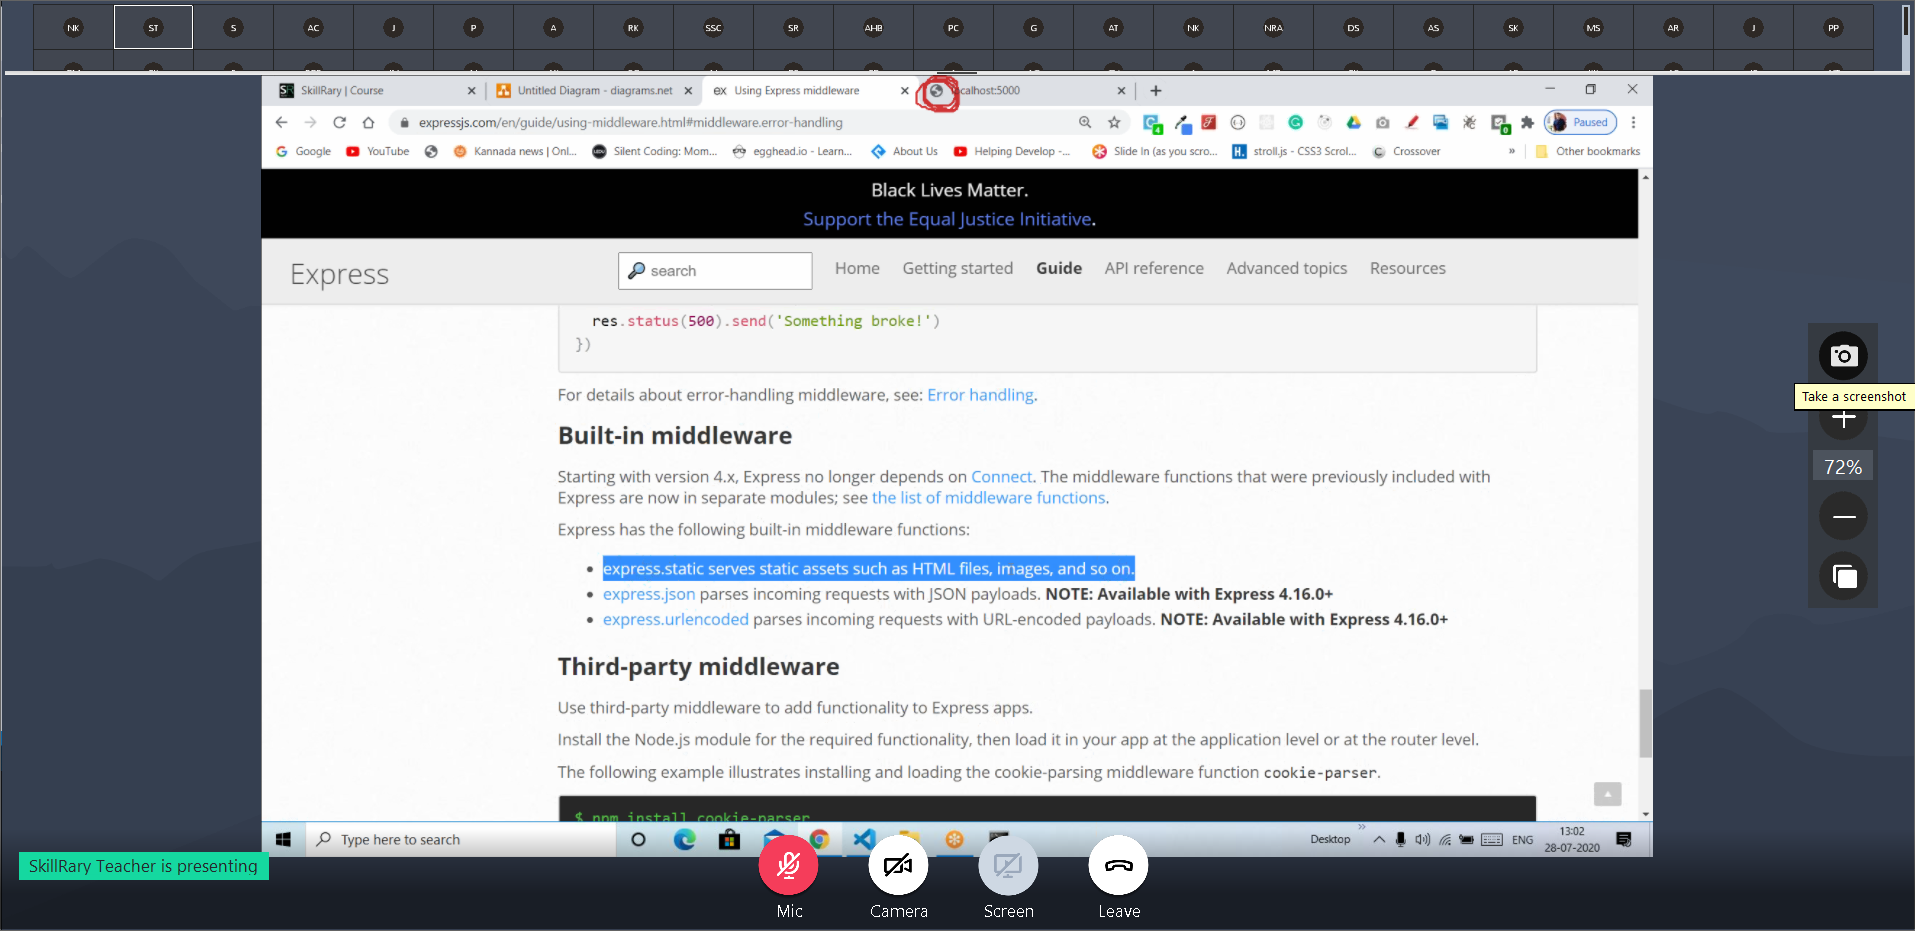 NK ST S AC J P A RK SSC SR AHB PC G AT NK NRA DS AS SK MS AR J PP
SkillRary | Course
Untitled Diagram - diagrams.net
ex Using Express middleware
calhost:5000
expressjs.com/en/guide/using-middleware.html#middleware.error-handling
Paused
Google YouTube Kannada news | Onl... Silent Coding: Mom... egghead.io - Learn... About Us Helping Develop -... Slide In (as you scro... H. stroll.js - CSS3 Scrol... Crossover » Other bookmarks
Black Lives Matter.
Support the Equal Justice Initiative.
Express
search
Home Getting started Guide API reference Advanced topics Resources
res.status(500).send('Something broke!')
})
For details about error-handling middleware, see: Error handling.
Built-in middleware
Starting with version 4.x, Express no longer depends on Connect. The middleware functions that were previously included with
Express are now in separate modules; see the list of middleware functions.
Express has the following built-in middleware functions:
• express.static serves static assets such as HTML files, images, and so on.
• express.json parses incoming requests with JSON payloads. NOTE: Available with Express 4.16.0+
• express.urlencoded parses incoming requests with URL-encoded payloads. NOTE: Available with Express 4.16.0+
Third-party middleware
Use third-party middleware to add functionality to Express apps.
Install the Node.js module for the required functionality, then load it in your app at the application level or at the router level.
The following example illustrates installing and loading the cookie-parsing middleware function cookie-parser.
$ npm install cookie-parser
Take a screenshot
72%
Type here to search
Desktop
ENG
13:02
28-07-2020
SkillRary Teacher is presenting
Mic
Camera
Screen
Leave